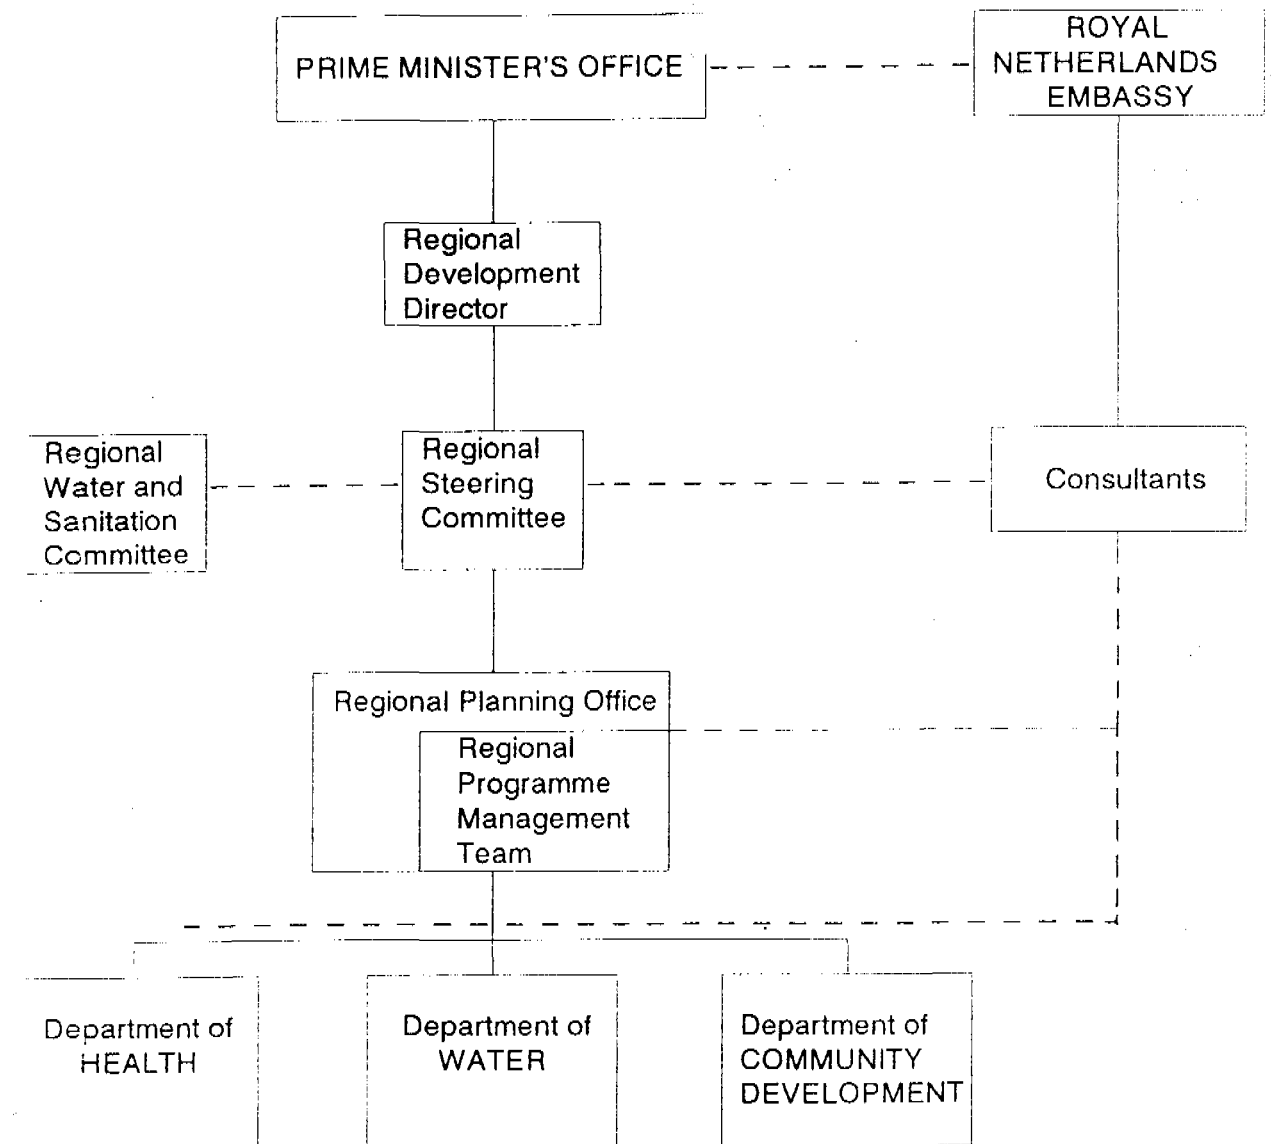 PRIME MINISTER'S OFFICE
ROYAL
NETHERLANDS
EMBASSY
Regional
Development
Director
Regional
Water and
Sanitation
Committee
Regional
Steering
Committee
Consultants
Regional Planning Office
Regional
Programme
Management
Team
Department of
HEALTH
Department of
WATER
Department of
COMMUNITY
DEVELOPMENT